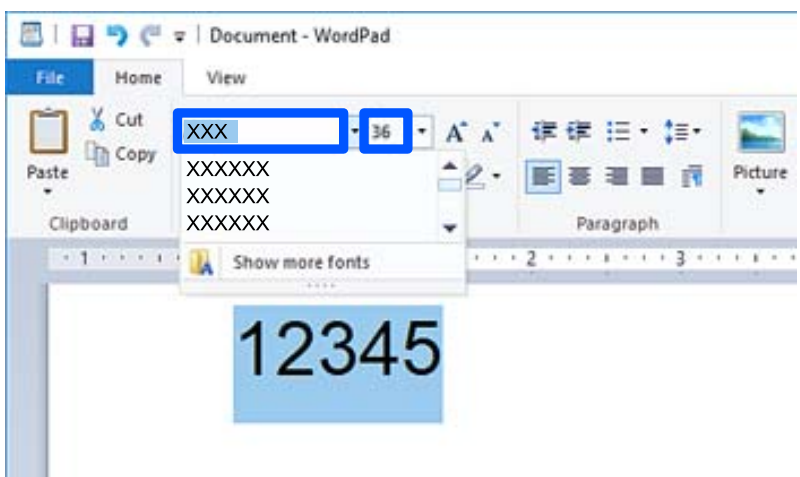 Document - WordPad
File Home View
Cut
Copy
Paste
XXX 36 A A
XXXXXX
XXXXXX
XXXXXX
Show more fonts
Picture
Clipboard Paragraph
1 2 3
12345